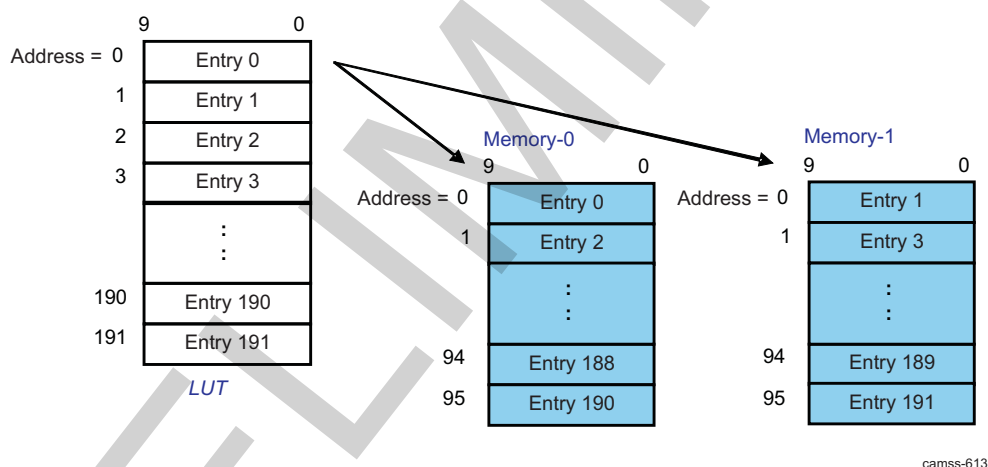 9 0
Address = 0 Entry 0
1 Entry 1
2 Entry 2
3 Entry 3
:
:
190 Entry 190
191 Entry 191
LUT
Memory-0
9 0
Address = 0 Entry 0
1 Entry 2
:
:
94 Entry 188
95 Entry 190
Memory-1
9 0
Address = 0 Entry 1
1 Entry 3
:
:
94 Entry 189
95 Entry 191
camss-613